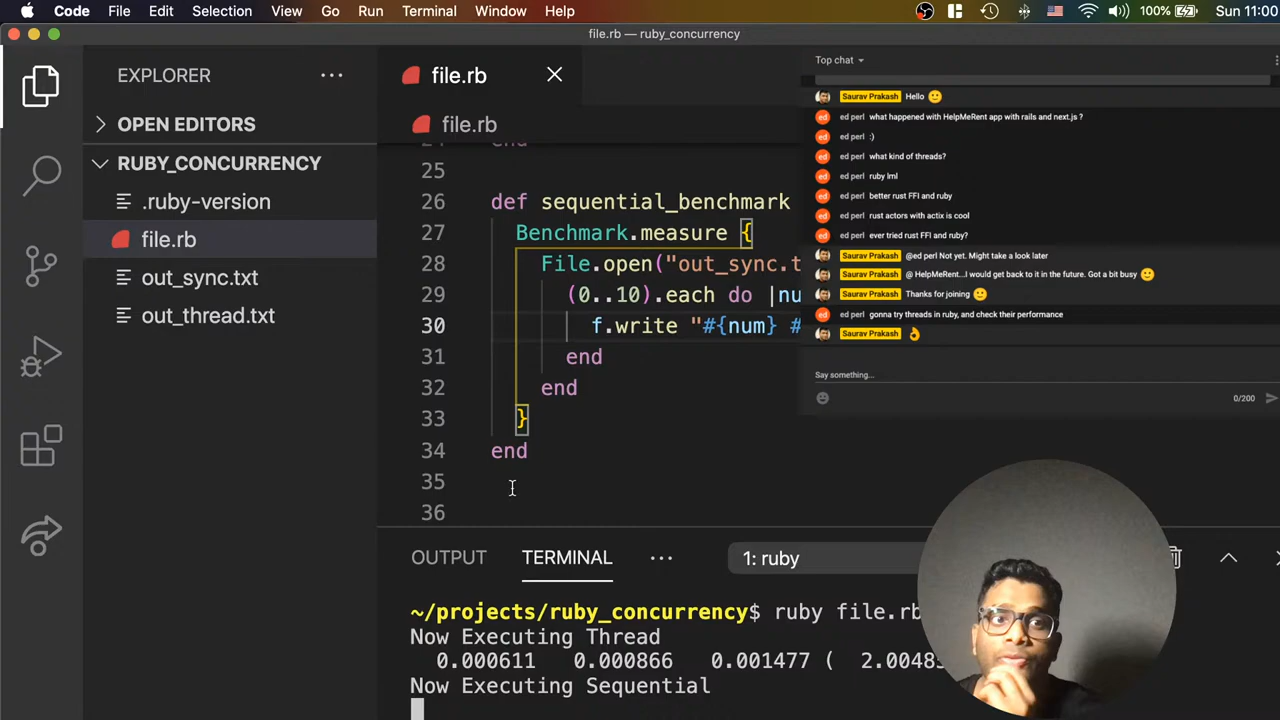 Code File Edit Selection View Go Run Terminal Window Help 100% Sun 11:00
file.rb — ruby_concurrency
EXPLORER
OPEN EDITORS
RUBY_CONCURRENCY
.ruby-version
file.rb
out_sync.txt
out_thread.txt
file.rb
file.rb
25
26 def sequential_benchmark
27 Benchmark.measure {
28 File.open("out_sync.t
29 (0..10).each do |nu
30 f.write "#{num} #
31 end
32 end
33 }
34 end
35
36
Top chat
Saurav Prakash Hello 🙂
ed ed perl what happened with HelpMeRent app with rails and next.js ?
ed ed perl :)
ed ed perl what kind of threads?
ed ed perl ruby lml
ed ed perl better rust FFI and ruby
ed ed perl rust actors with actix is cool
ed ed perl ever tried rust FFI and ruby?
Saurav Prakash @ed perl Not yet. Might take a look later
Saurav Prakash @ HelpMeRent...I would get back to it in the future. Got a bit busy 🙂
Saurav Prakash Thanks for joining 🙂
ed ed perl gonna try threads in ruby, and check their performance
Saurav Prakash 👌
Say something...
0/200
OUTPUT TERMINAL ··· 1: ruby
~/projects/ruby_concurrency$ ruby file.rb
Now Executing Thread
0.000611 0.000866 0.001477 ( 2.0048
Now Executing Sequential